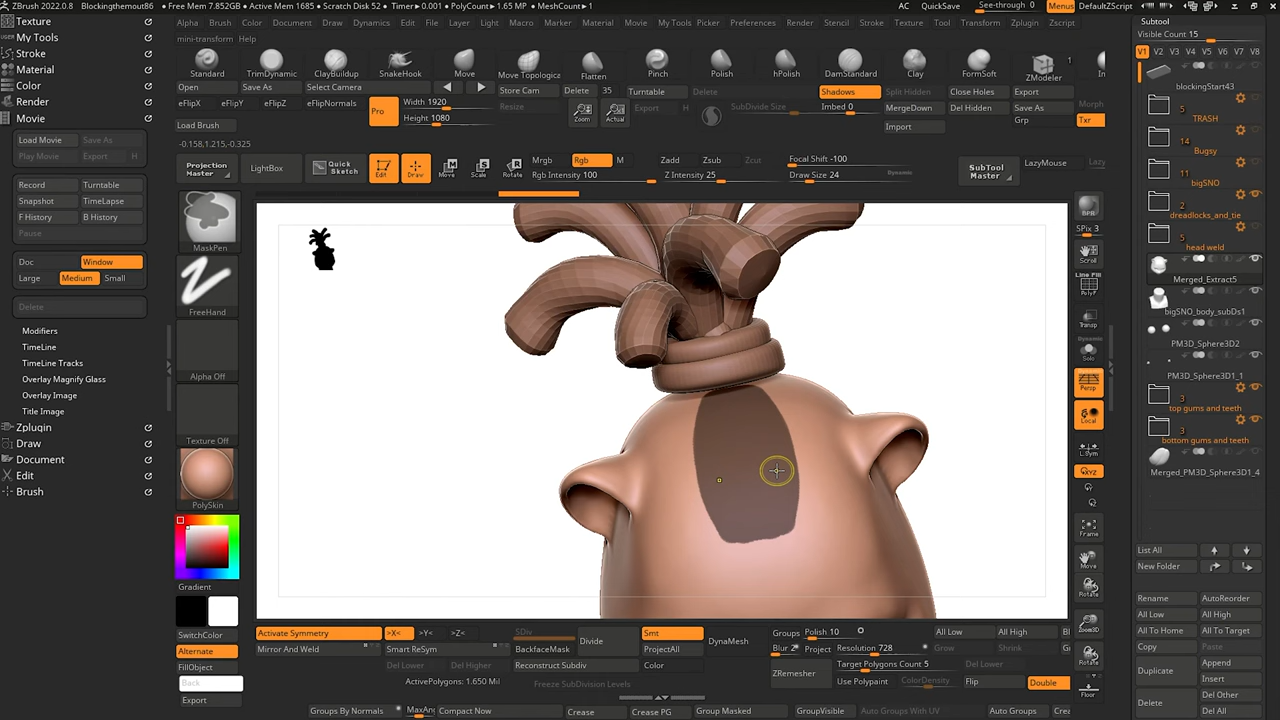 ZBrush 2022.0.8 Blockingthemout86 • Free Mem 7.852GB • Active Mem 1685 • Scratch Disk 52 • Timer▸0.001 • PolyCount▸1.65 MP • MeshCount▸1
AC QuickSave See-through 0 Menus DefaultZScript
Alpha Brush Color Document Draw Dynamics Edit File Layer Light Macro Marker Material Movie My Tools Picker Preferences Render Stencil Stroke Texture Tool Transform Zplugin Zscript
mini-transform Help
Texture
My Tools
Stroke
Material
Color
Render
Movie
Load Movie Save As
Play Movie Export H
Record Turntable
Snapshot TimeLapse
F History B History
Pause
Doc Window
Large Medium Small
Delete
Modifiers
TimeLine
TimeLine Tracks
Overlay Magnify Glass
Overlay Image
Title Image
Zplugin
Draw
Document
Edit
Brush
Standard TrimDynamic ClayBuildup SnakeHook Move Move Topologica Flatten Pinch Polish hPolish DamStandard Clay FormSoft ZModeler 1
Open Save As Select Camera Store Cam Delete 35 Turntable Delete Shadows Split Hidden Close Holes Export
eFlipX eFlipY eFlipZ eFlipNormals Pro Width 1920 Height 1080 Resize Zoom Actual Export H SubDivide Size Imbed 0 MergeDown Del Hidden Save As Morph
Load Brush Import Grp Txr
-0.158,1.215,-0.325
Projection Master LightBox Quick Sketch Edit Draw Move Scale Rotate
Mrgb Rgb M Zadd Zsub Zcut Focal Shift -100
Rgb Intensity 100 Z Intensity 25 Draw Size 24 Dynamic
SubTool Master LazyMouse Lazy
MaskPen
FreeHand
Alpha Off
Texture Off
PolySkin
Gradient
SwitchColor
Alternate
FillObject
Back
Export
BPR
SPix 3
Scroll
Line Fill
PolyF
Transp
Dynamic
Solo
Dynamic
Persp
Local
L.Sym
XYZ
Frame
Move
Rotate
Zoom3D
Rotate
Floor
Subtool
Visible Count 15
V1 V2 V3 V4 V5 V6 V7 V8
blockingStart43
5 TRASH
14 Bugsy
11 bigSNO
2 dreadlocks_and_tie
5 head weld
Merged_Extract5
bigSNO_body_subDs1
PM3D_Sphere3D2
PM3D_Sphere3D1_1
3 top gums and teeth
3 bottom gums and teeth
Merged_PM3D_Sphere3D1_4
List All
New Folder
Rename AutoReorder
All Low All High
All To Home All To Target
Copy Paste
Duplicate Append
Insert
Delete Del Other
Del All
Activate Symmetry >X< >Y< >Z< SDiv Divide Smt DynaMesh Groups Polish 10 All Low All High
Mirror And Weld Smart ReSym BackfaceMask ProjectAll Project Resolution 728 Grow Shrink
Del Lower Del Higher Reconstruct Subdiv Color ZRemesher Target Polygons Count 5 Del Lower
ActivePolygons: 1.650 Mil Freeze SubDivision Levels Use Polypaint ColorDensity Flip Double
Groups By Normals MaxAn Compact Now Crease Crease PG Group Masked GroupVisible Auto Groups With UV Auto Groups